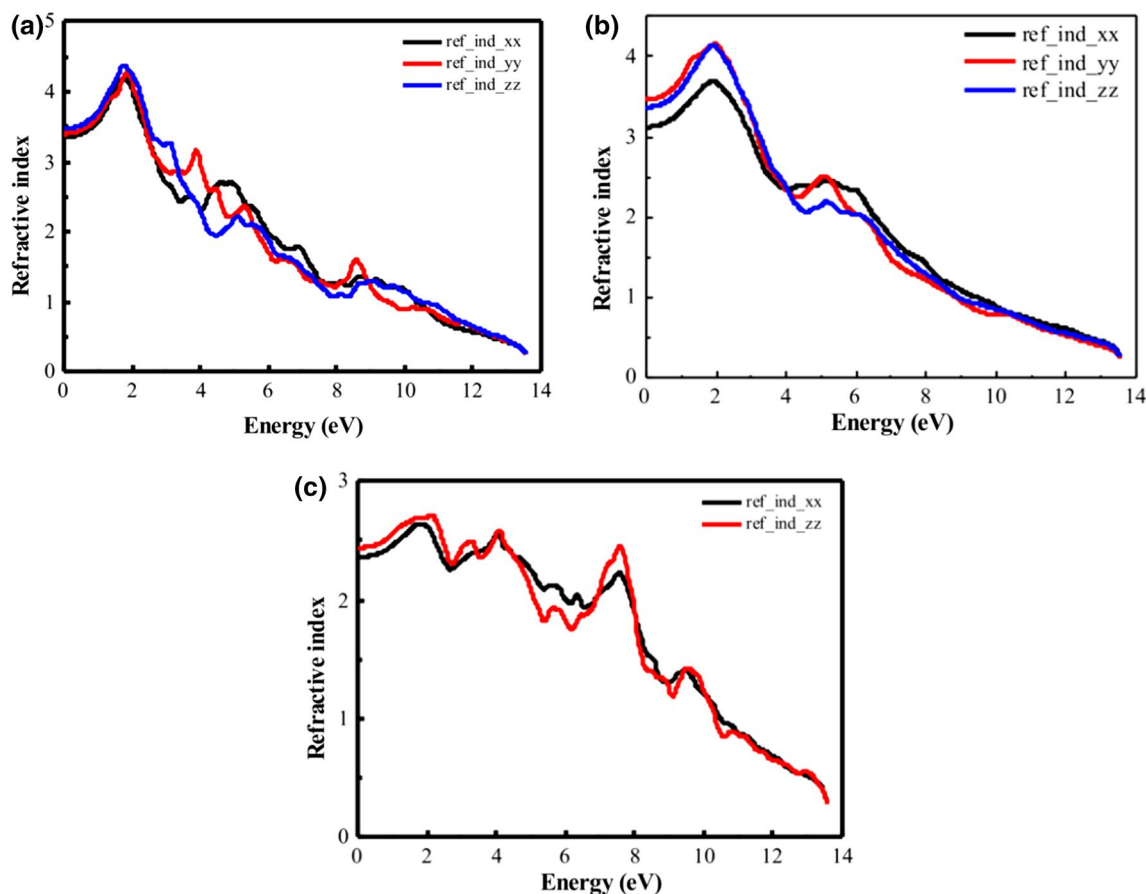 (a)
5
4
3
2
1
0
Refractive index
ref_ind_xx
ref_ind_yy
ref_ind_zz
0 2 4 6 8 10 12 14
Energy (eV)
(b)
4
3
2
1
0
Refractive index
ref_ind_xx
ref_ind_yy
ref_ind_zz
0 2 4 6 8 10 12 14
Energy (eV)
(c)
3
2
1
0
Refractive index
ref_ind_xx
ref_ind_zz
0 2 4 6 8 10 12 14
Energy (eV)